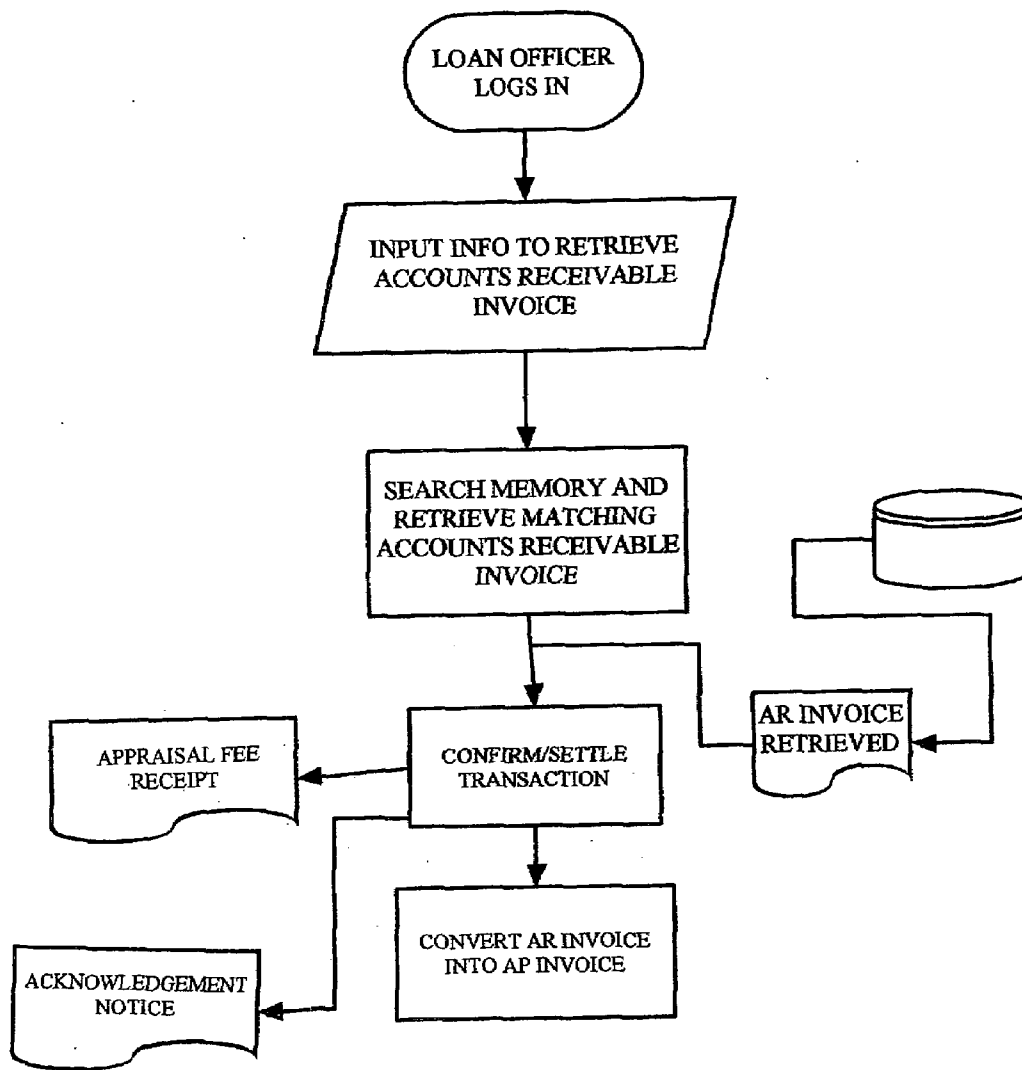 LOAN OFFICER
LOGS IN
INPUT INFO TO RETRIEVE
ACCOUNTS RECEIVABLE
INVOICE
SEARCH MEMORY AND
RETRIEVE MATCHING
ACCOUNTS RECEIVABLE
INVOICE
AR INVOICE
RETRIEVED
CONFIRM/SETTLE
TRANSACTION
APPRAISAL FEE
RECEIPT
CONVERT AR INVOICE
INTO AP INVOICE
ACKNOWLEDGEMENT
NOTICE